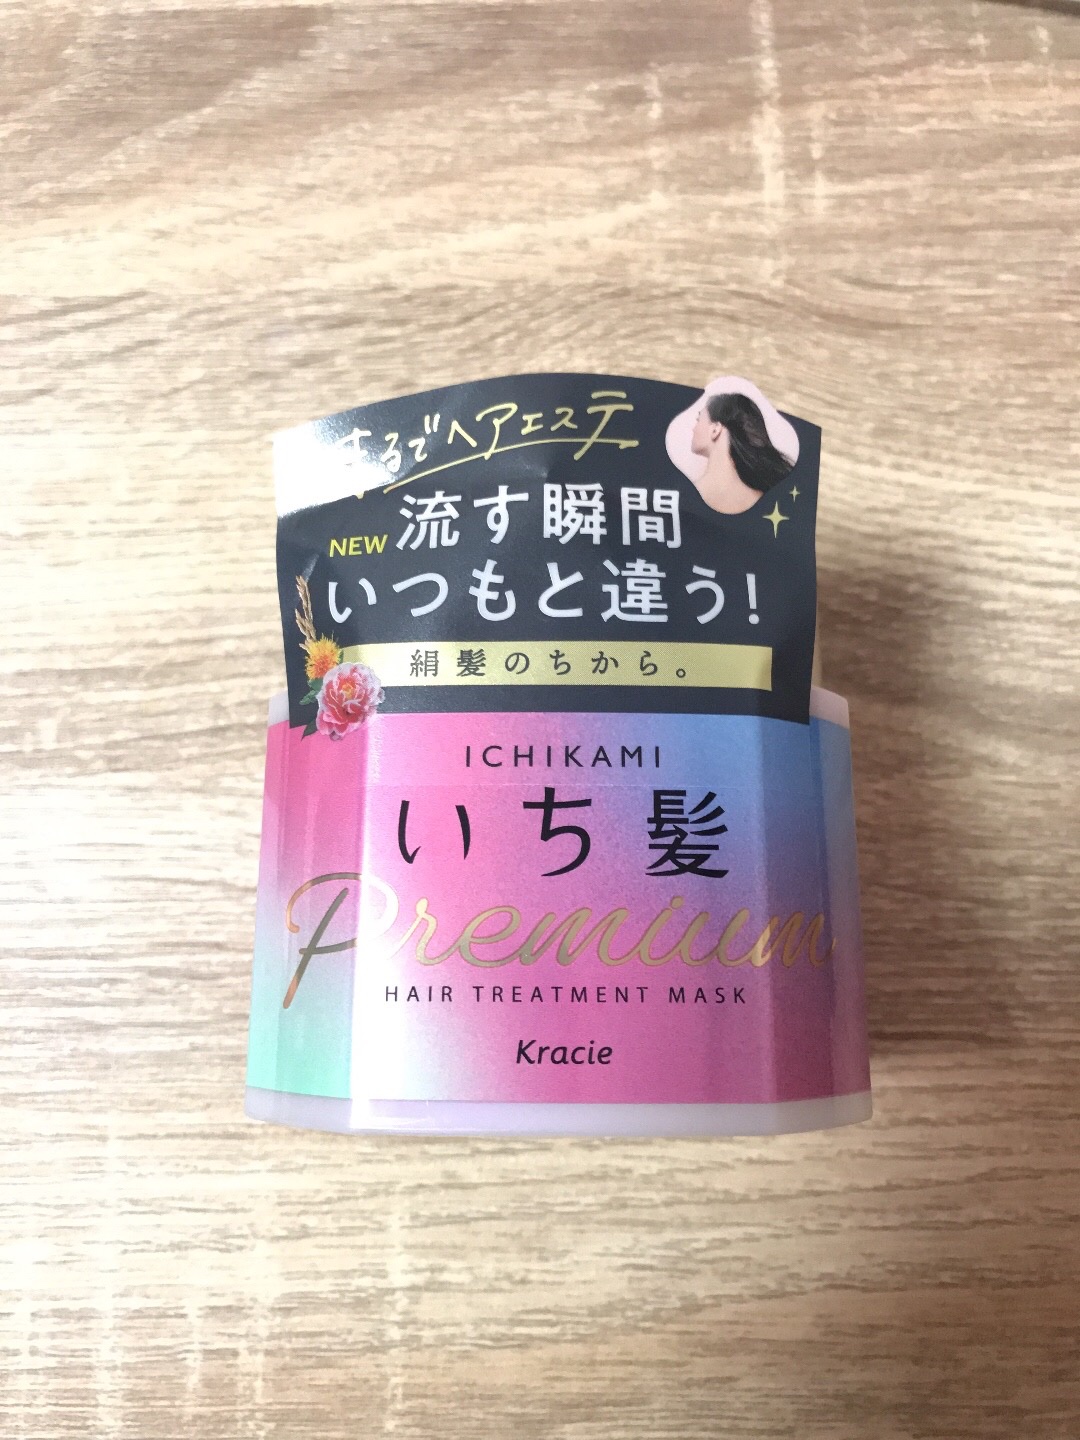 まるでヘアエステ
NEW 流す瞬間
いつもと違う!
絹髪のちから。
ICHIKAMI
いち髪
Premium
HAIR TREATMENT MASK
Kracie